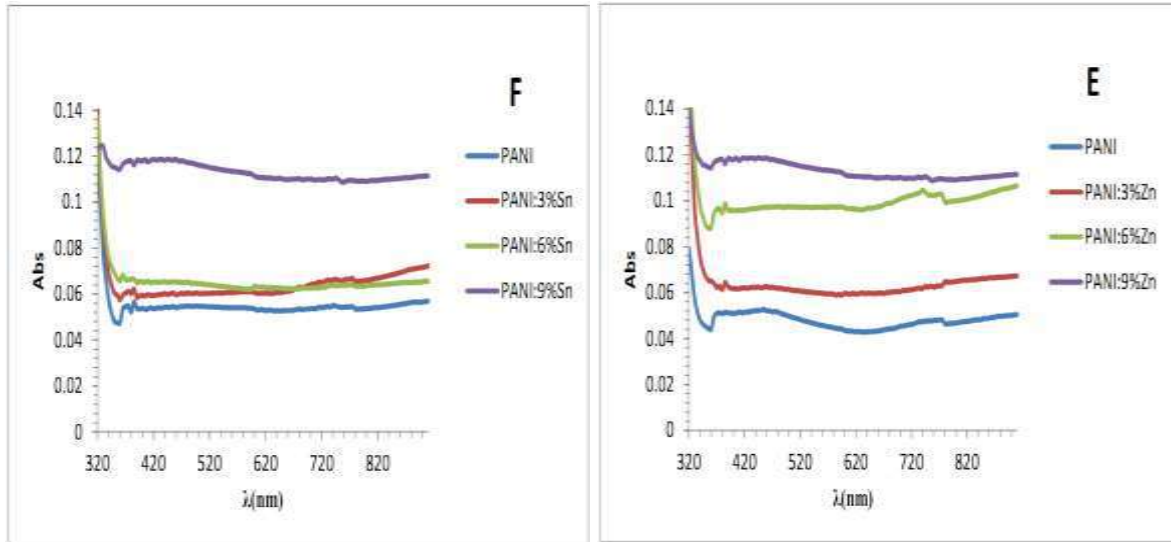 F
0.14
0.12
0.1
0.08
0.06
0.04
0.02
0
Abs
320 420 520 620 720 820
λ(nm)
PANI
PANI:3%Sn
PANI:6%Sn
PANI:9%Sn
E
0.14
0.12
0.1
0.08
0.06
0.04
0.02
0
Abs
320 420 520 620 720 820
λ(nm)
PANI
PANI:3%Zn
PANI:6%Zn
PANI:9%Zn